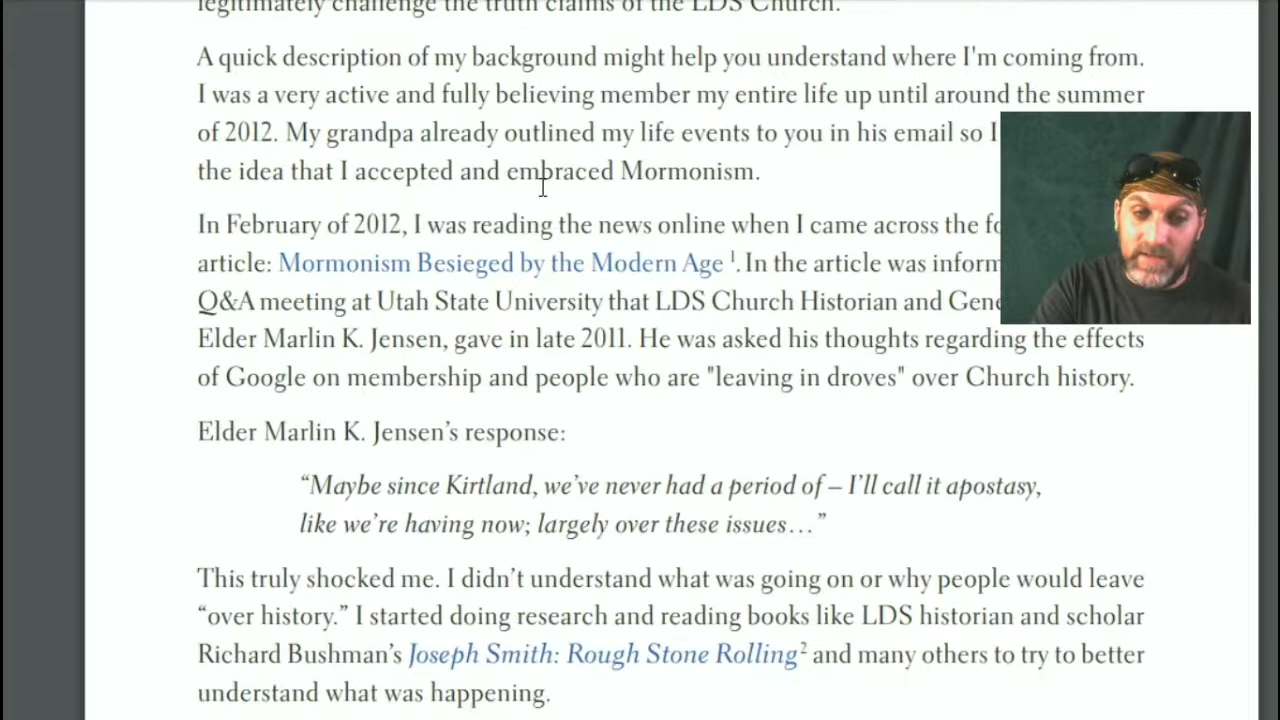 legitimately challenge the truth claims of the LDS Church.
A quick description of my background might help you understand where I'm coming from.
I was a very active and fully believing member my entire life up until around the summer
of 2012. My grandpa already outlined my life events to you in his email so I
the idea that I accepted and embraced Mormonism.
In February of 2012, I was reading the news online when I came across the fo
article: Mormonism Besieged by the Modern Age ¹. In the article was inform
Q&A meeting at Utah State University that LDS Church Historian and Gene
Elder Marlin K. Jensen, gave in late 2011. He was asked his thoughts regarding the effects
of Google on membership and people who are "leaving in droves" over Church history.
Elder Marlin K. Jensen’s response:
“Maybe since Kirtland, we’ve never had a period of – I’ll call it apostasy,
like we’re having now; largely over these issues…”
This truly shocked me. I didn’t understand what was going on or why people would leave
“over history.” I started doing research and reading books like LDS historian and scholar
Richard Bushman’s Joseph Smith: Rough Stone Rolling² and many others to try to better
understand what was happening.